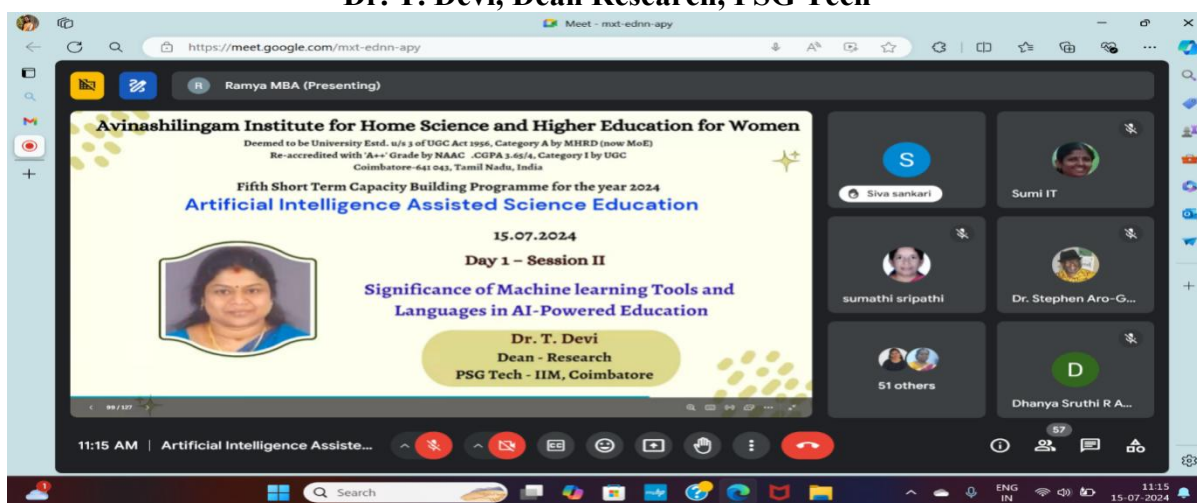 Dr. T. Devi, Dean Research, PSG Tech
Meet - mxt-ednn-apy
https://meet.google.com/mxt-ednn-apy
R Ramya MBA (Presenting)
Avinashilingam Institute for Home Science and Higher Education for Women
Deemed to be University Estd. u/s 3 of UGC Act 1956, Category A by MHRD (now MoE)
Re-accredited with 'A++' Grade by NAAC .CGPA 3.65/4, Category I by UGC
Coimbatore-641 043, Tamil Nadu, India
Fifth Short Term Capacity Building Programme for the year 2024
Artificial Intelligence Assisted Science Education
15.07.2024
Day 1 – Session II
Significance of Machine learning Tools and
Languages in AI-Powered Education
Dr. T. Devi
Dean - Research
PSG Tech - IIM, Coimbatore
89 / 127
S
Siva sankari
Sumi IT
sumathi sripathi
Dr. Stephen Aro-G...
51 others
D
Dhanya Sruthi R A...
11:15 AM | Artificial Intelligence Assiste...
57
Search
ENG
IN
11:15
15-07-2024